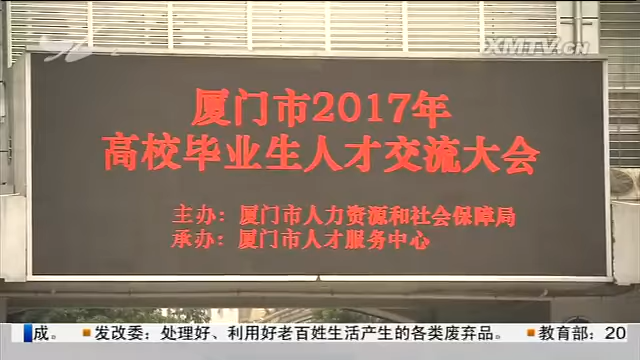 XMTV.CN
厦门市2017年
高校毕业生人才交流大会
主办：厦门市人力资源和社会保障局
承办：厦门市人才服务中心
成。 发改委：处理好、利用好老百姓生活产生的各类废弃品。 教育部：20